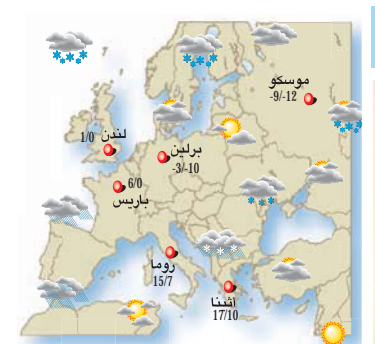 موسكو
-9/-12
لندن
1/0
برلين
-3/-10
6/0
باريس
روما
15/7
أثينا
17/10